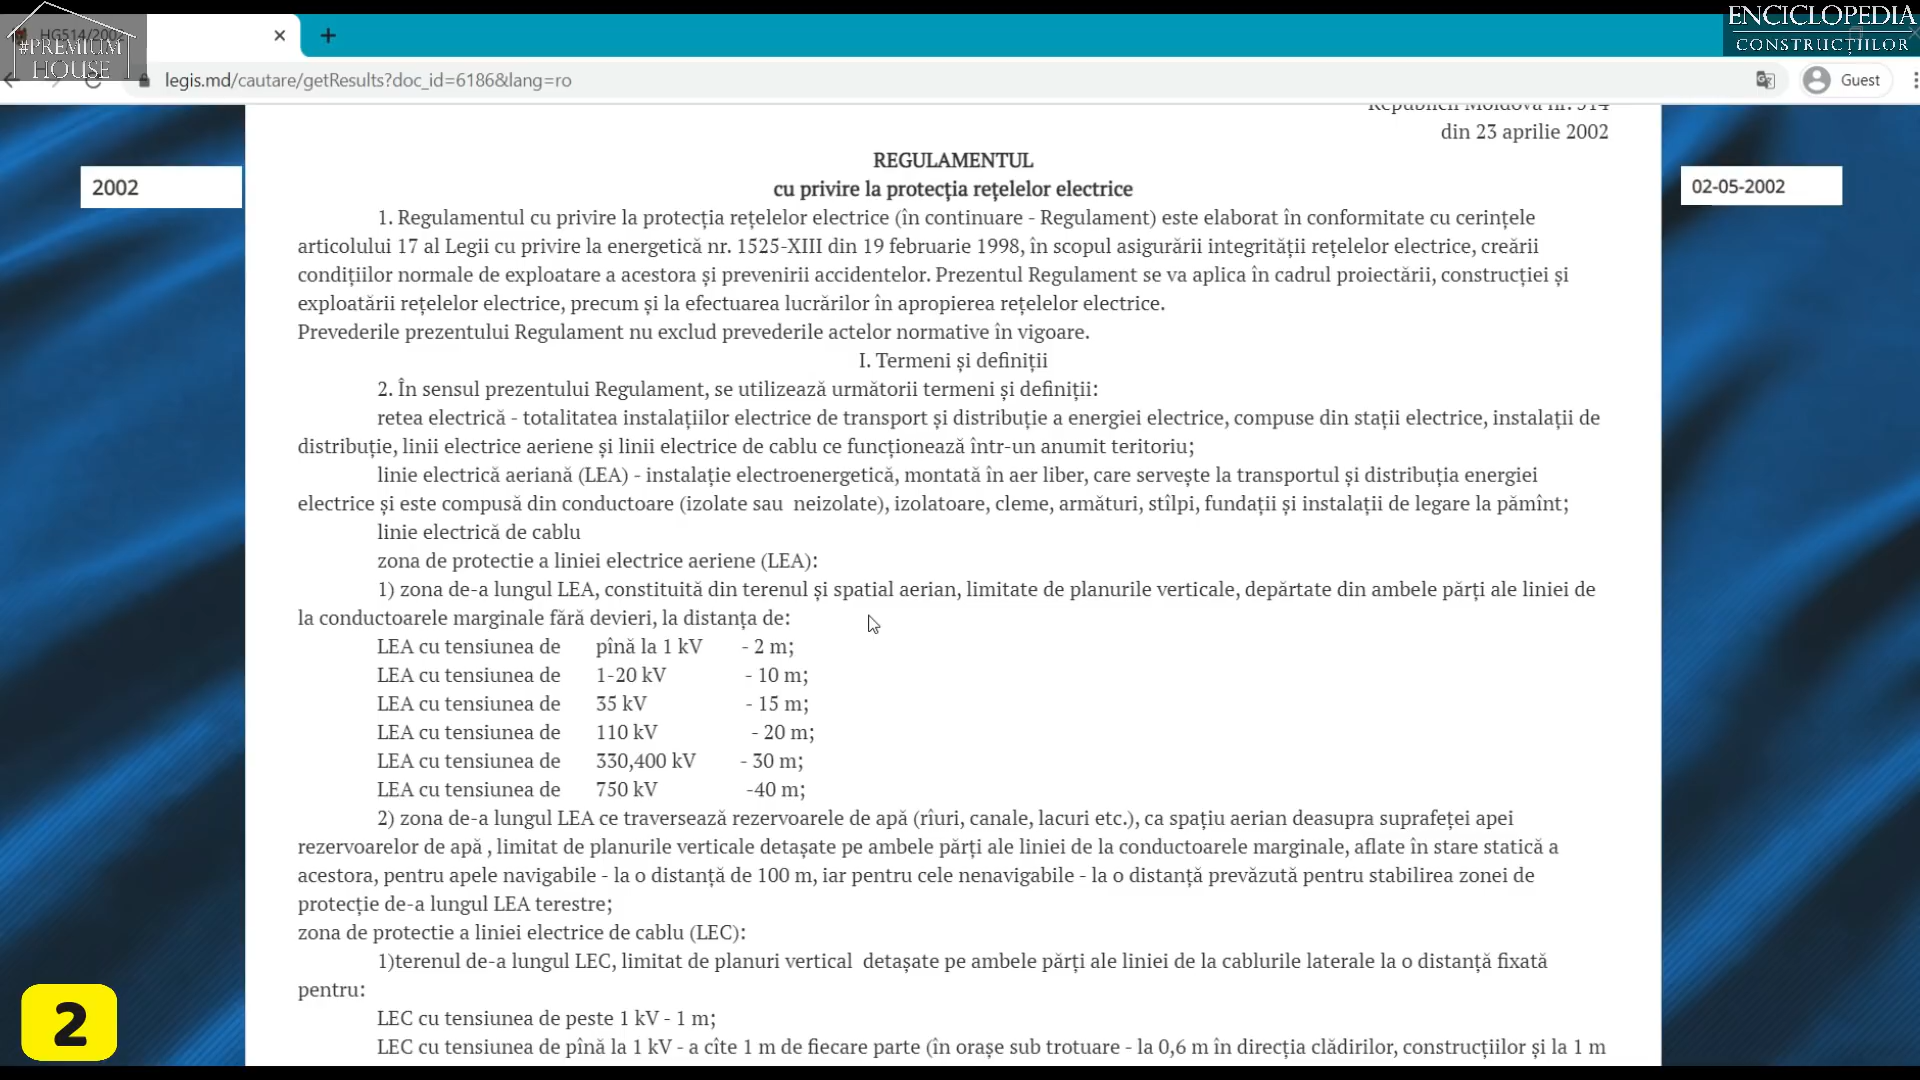 ENCICLOPEDIA
CONSTRUCȚIILOR
HG514/2002
#PREMIUM
HOUSE
legis.md/cautare/getResults?doc_id=6186&lang=ro
Guest
Republicii Moldova nr. 514
din 23 aprilie 2002
2002
02-05-2002
REGULAMENTUL
cu privire la protecția rețelelor electrice
1. Regulamentul cu privire la protecția rețelelor electrice (în continuare - Regulament) este elaborat în conformitate cu cerințele
articolului 17 al Legii cu privire la energetică nr. 1525-XIII din 19 februarie 1998, în scopul asigurării integrității rețelelor electrice, creării
condițiilor normale de exploatare a acestora și prevenirii accidentelor. Prezentul Regulament se va aplica în cadrul proiectării, construcției și
exploatării rețelelor electrice, precum și la efectuarea lucrărilor în apropierea rețelelor electrice.
Prevederile prezentului Regulament nu exclud prevederile actelor normative în vigoare.
I. Termeni și definiții
2. În sensul prezentului Regulament, se utilizează următorii termeni și definiții:
retea electrică - totalitatea instalațiilor electrice de transport și distribuție a energiei electrice, compuse din stații electrice, instalații de
distribuție, linii electrice aeriene și linii electrice de cablu ce funcționează într-un anumit teritoriu;
linie electrică aeriană (LEA) - instalație electroenergetică, montată în aer liber, care servește la transportul și distribuția energiei
electrice și este compusă din conductoare (izolate sau neizolate), izolatoare, cleme, armături, stîlpi, fundații și instalații de legare la pămînt;
linie electrică de cablu
zona de protectie a liniei electrice aeriene (LEA):
1) zona de-a lungul LEA, constituită din terenul și spatial aerian, limitate de planurile verticale, depărtate din ambele părți ale liniei de
la conductoarele marginale fără devieri, la distanța de:
LEA cu tensiunea de pînă la 1 kV - 2 m;
LEA cu tensiunea de 1-20 kV - 10 m;
LEA cu tensiunea de 35 kV - 15 m;
LEA cu tensiunea de 110 kV - 20 m;
LEA cu tensiunea de 330,400 kV - 30 m;
LEA cu tensiunea de 750 kV -40 m;
2) zona de-a lungul LEA ce traversează rezervoarele de apă (rîuri, canale, lacuri etc.), ca spațiu aerian deasupra suprafeței apei
rezervoarelor de apă , limitat de planurile verticale detașate pe ambele părți ale liniei de la conductoarele marginale, aflate în stare statică a
acestora, pentru apele navigabile - la o distanță de 100 m, iar pentru cele nenavigabile - la o distanță prevăzută pentru stabilirea zonei de
protecție de-a lungul LEA terestre;
zona de protectie a liniei electrice de cablu (LEC):
1)terenul de-a lungul LEC, limitat de planuri vertical detașate pe ambele părți ale liniei de la cablurile laterale la o distanță fixată
pentru:
LEC cu tensiunea de peste 1 kV - 1 m;
LEC cu tensiunea de pînă la 1 kV - a cîte 1 m de fiecare parte (în orașe sub trotuare - la 0,6 m în direcția clădirilor, construcțiilor și la 1 m
2